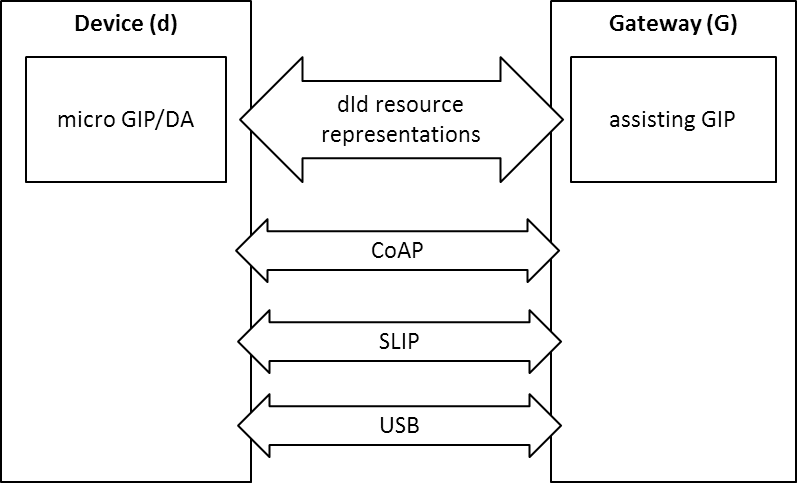 Device (d)
Gateway (G)
micro GIP/DA
dId resource
representations
assisting GIP
CoAP
SLIP
USB